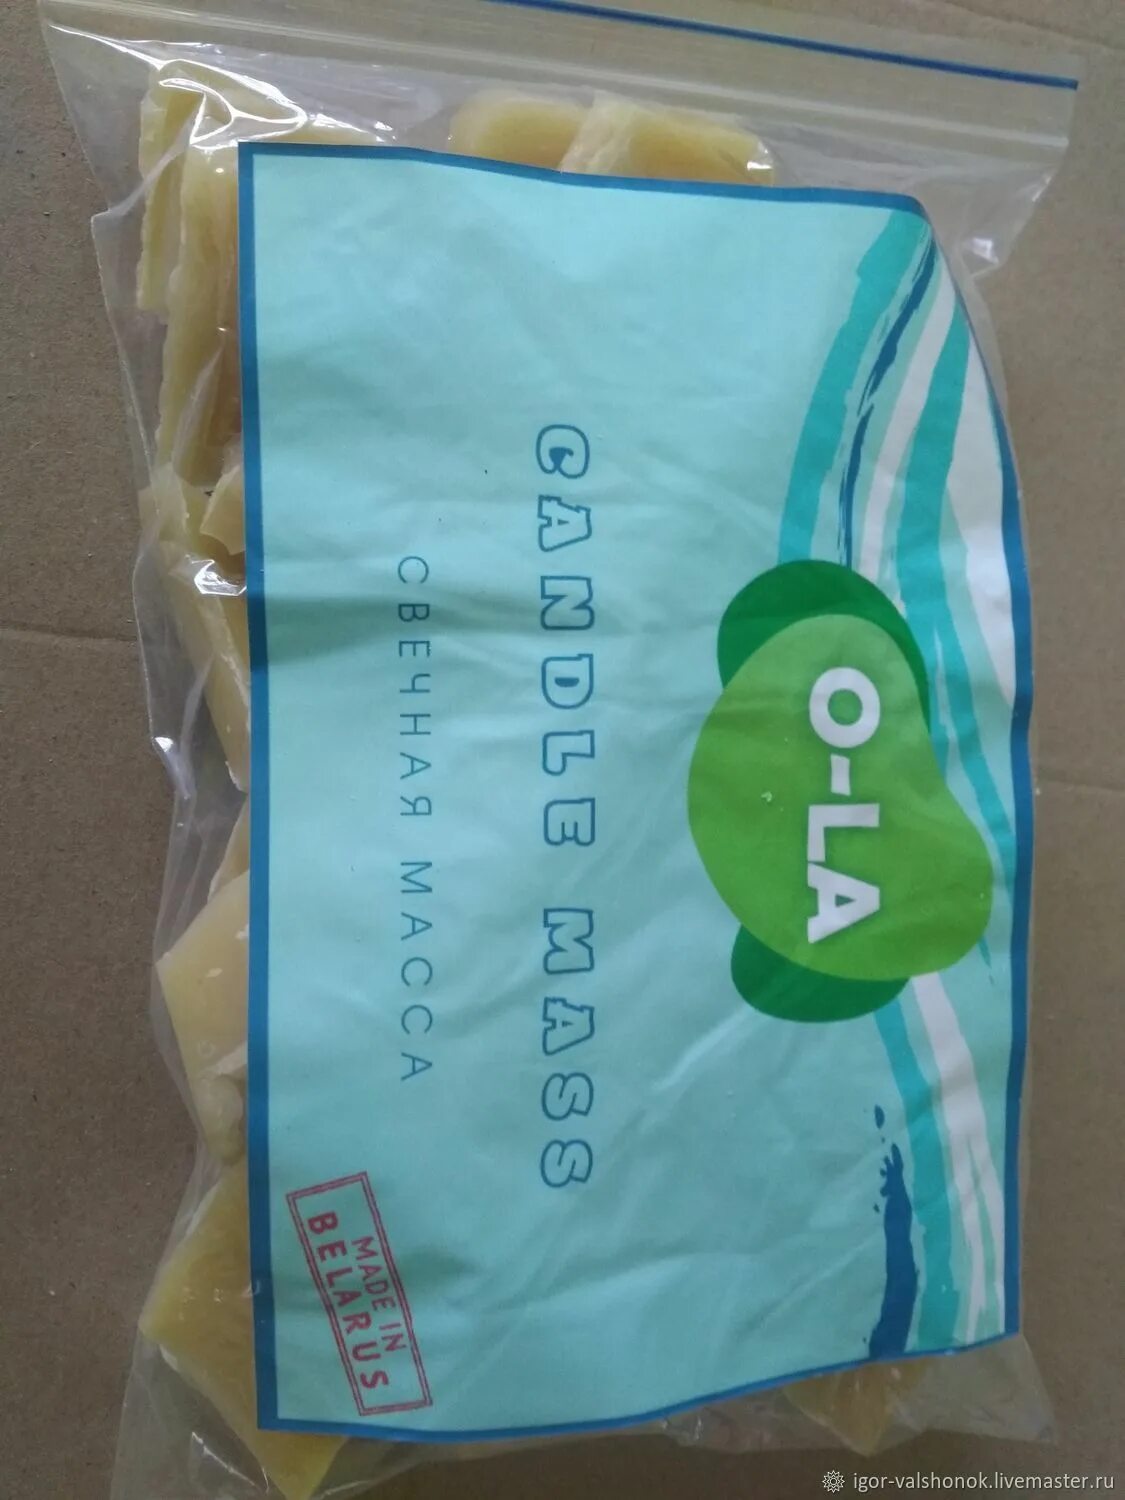 O-LA
CANDLE MASS
СВЕЧНАЯ МАССА
MADE IN
BELARUS
igor-valshonok.livemaster.ru